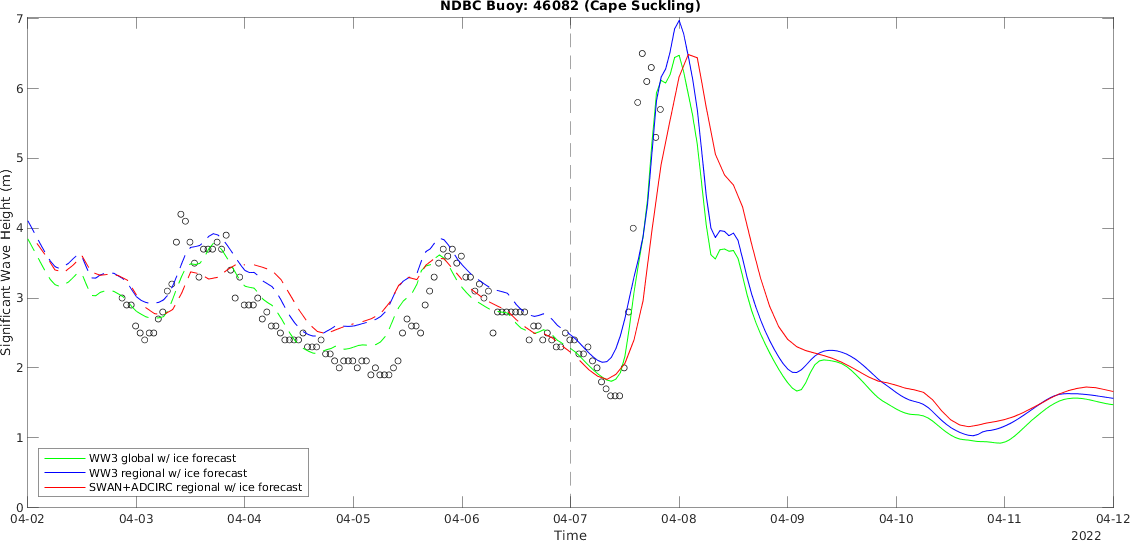 NDBC Buoy: 46082 (Cape Suckling)
7
6
5
4
3
2
1
0
Significant Wave Height (m)
WW3 global w/ ice forecast
WW3 regional w/ ice forecast
SWAN+ADCIRC regional w/ ice forecast
04-02 04-03 04-04 04-05 04-06 04-07 04-08 04-09 04-10 04-11 04-12
Time
2022